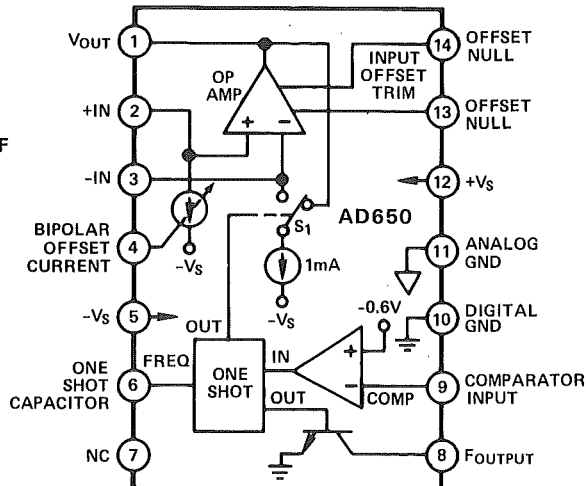 VOUT 1
14 OFFSET NULL
OP AMP
INPUT OFFSET TRIM
+IN 2
+ −
13 OFFSET NULL
F
−IN 3
12 +VS
S1
AD650
BIPOLAR OFFSET CURRENT 4
−VS
1mA
−VS
11 ANALOG GND
−VS 5
OUT
−0.6V
10 DIGITAL GND
ONE SHOT CAPACITOR 6
FREQ
ONE SHOT
IN
OUT
+
−
COMP
9 COMPARATOR INPUT
NC 7
8 FOUTPUT